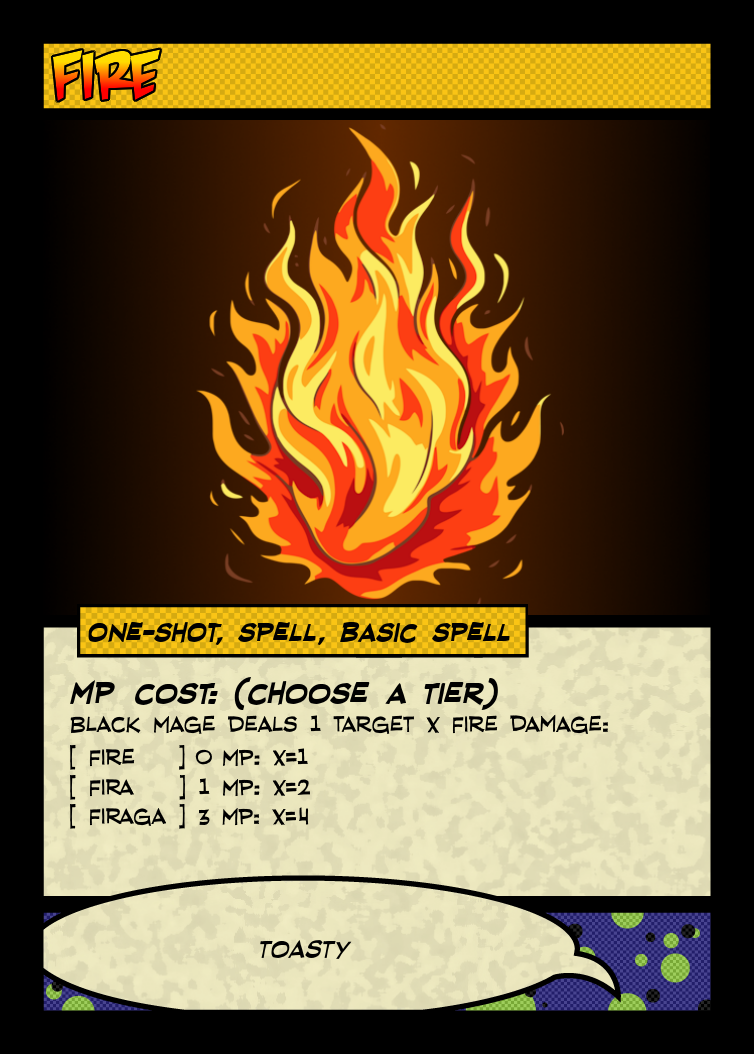 FIRE
ONE-SHOT, SPELL, BASIC SPELL
MP COST: (CHOOSE A TIER)
BLACK MAGE DEALS 1 TARGET X FIRE DAMAGE:
[ FIRE ] 0 MP: X=1
[ FIRA ] 1 MP: X=2
[ FIRAGA ] 3 MP: X=4
TOASTY